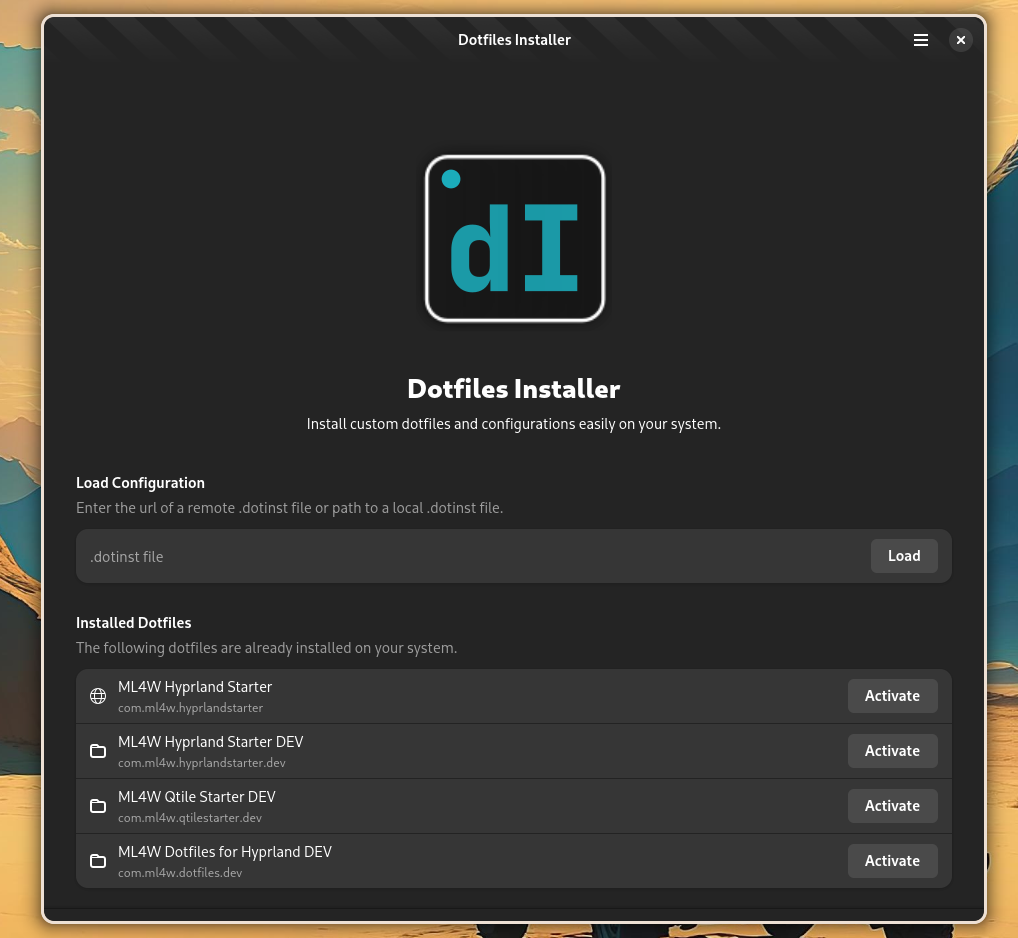 Dotfiles Installer
dI
Dotfiles Installer
Install custom dotfiles and configurations easily on your system.
Load Configuration
Enter the url of a remote .dotinst file or path to a local .dotinst file.
.dotinst file
Load
Installed Dotfiles
The following dotfiles are already installed on your system.
ML4W Hyprland Starter
com.ml4w.hyprlandstarter
Activate
ML4W Hyprland Starter DEV
com.ml4w.hyprlandstarter.dev
Activate
ML4W Qtile Starter DEV
com.ml4w.qtilestarter.dev
Activate
ML4W Dotfiles for Hyprland DEV
com.ml4w.dotfiles.dev
Activate